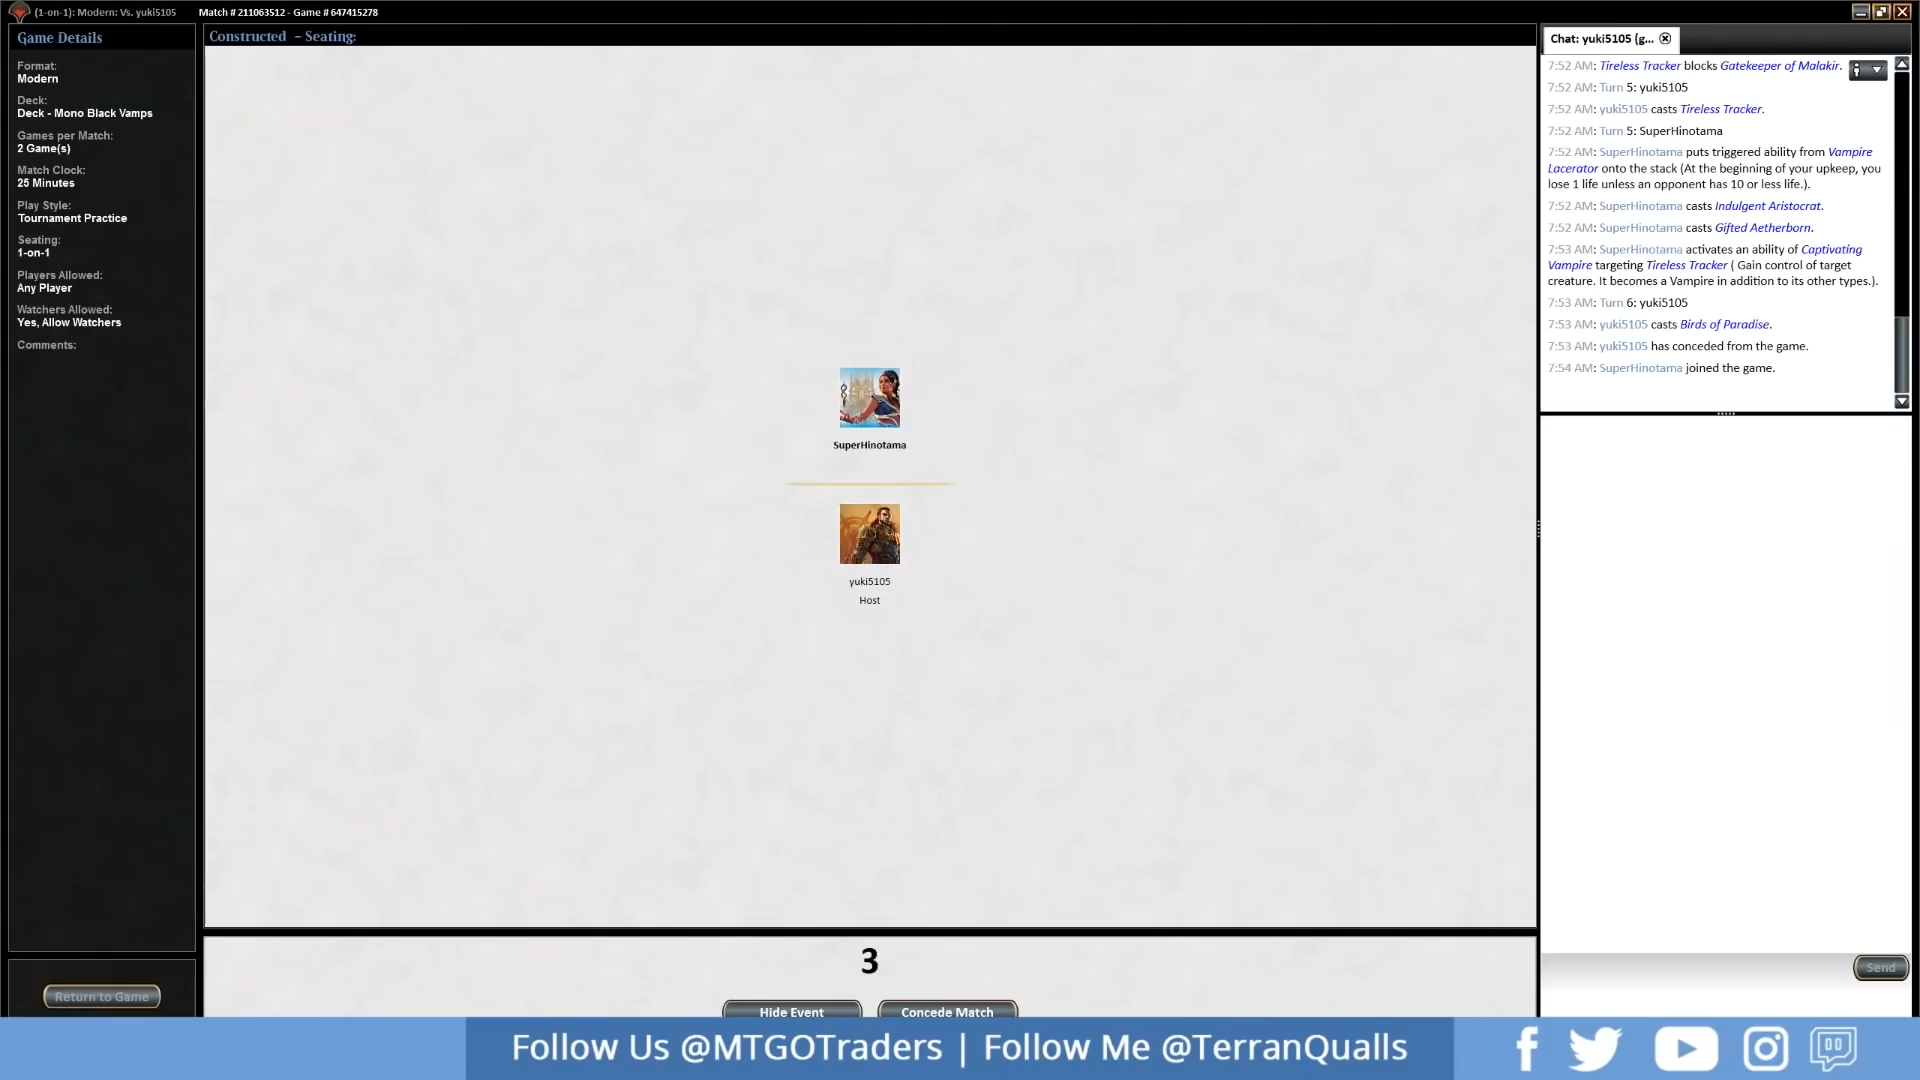 (1-on-1): Modern: Vs. yuki5105
Match # 211063512 - Game # 647415278
Game Details
Format:
Modern
Deck:
Deck - Mono Black Vamps
Games per Match:
2 Game(s)
Match Clock:
25 Minutes
Play Style:
Tournament Practice
Seating:
1-on-1
Players Allowed:
Any Player
Watchers Allowed:
Yes, Allow Watchers
Comments:
Return to Game
Constructed - Seating:
SuperHinotama
yuki5105
Host
3
Hide Event
Concede Match
Chat: yuki5105 (g...
7:52 AM: Tireless Tracker blocks Gatekeeper of Malakir.
7:52 AM: Turn 5: yuki5105
7:52 AM: yuki5105 casts Tireless Tracker.
7:52 AM: Turn 5: SuperHinotama
7:52 AM: SuperHinotama puts triggered ability from Vampire
Lacerator onto the stack (At the beginning of your upkeep, you
lose 1 life unless an opponent has 10 or less life.).
7:52 AM: SuperHinotama casts Indulgent Aristocrat.
7:52 AM: SuperHinotama casts Gifted Aetherborn.
7:53 AM: SuperHinotama activates an ability of Captivating
Vampire targeting Tireless Tracker ( Gain control of target
creature. It becomes a Vampire in addition to its other types.).
7:53 AM: Turn 6: yuki5105
7:53 AM: yuki5105 casts Birds of Paradise.
7:53 AM: yuki5105 has conceded from the game.
7:54 AM: SuperHinotama joined the game.
Send
Follow Us @MTGOTraders | Follow Me @TerranQualls